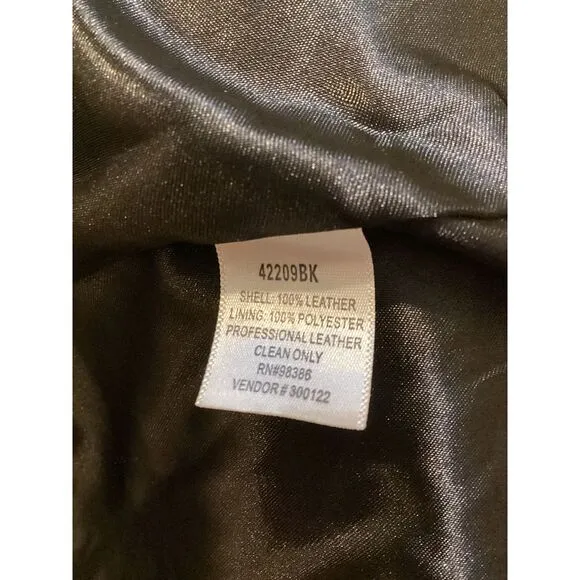 42209BK
SHELL: 100% LEATHER
LINING: 100% POLYESTER
PROFESSIONAL LEATHER
CLEAN ONLY
RN#98386
VENDOR # 300122